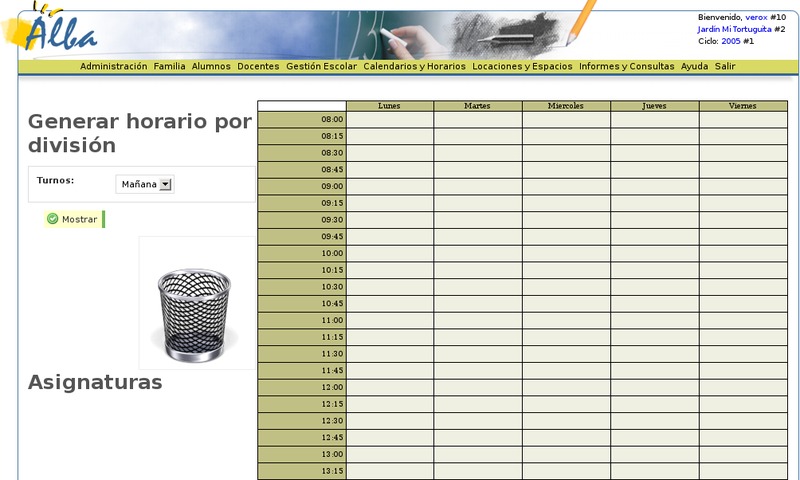 Alba
Bienvenido, verox #10
Jardin Mi Tortuguita #2
Ciclo: 2005 #1
Administración Familia Alumnos Docentes Gestión Escolar Calendarios y Horarios Locaciones y Espacios Informes y Consultas Ayuda Salir
Generar horario por
división
Turnos: Mañana
Mostrar
Asignaturas
Lunes Martes Miercoles Jueves Viernes
08:00
08:15
08:30
08:45
09:00
09:15
09:30
09:45
10:00
10:15
10:30
10:45
11:00
11:15
11:30
11:45
12:00
12:15
12:30
12:45
13:00
13:15